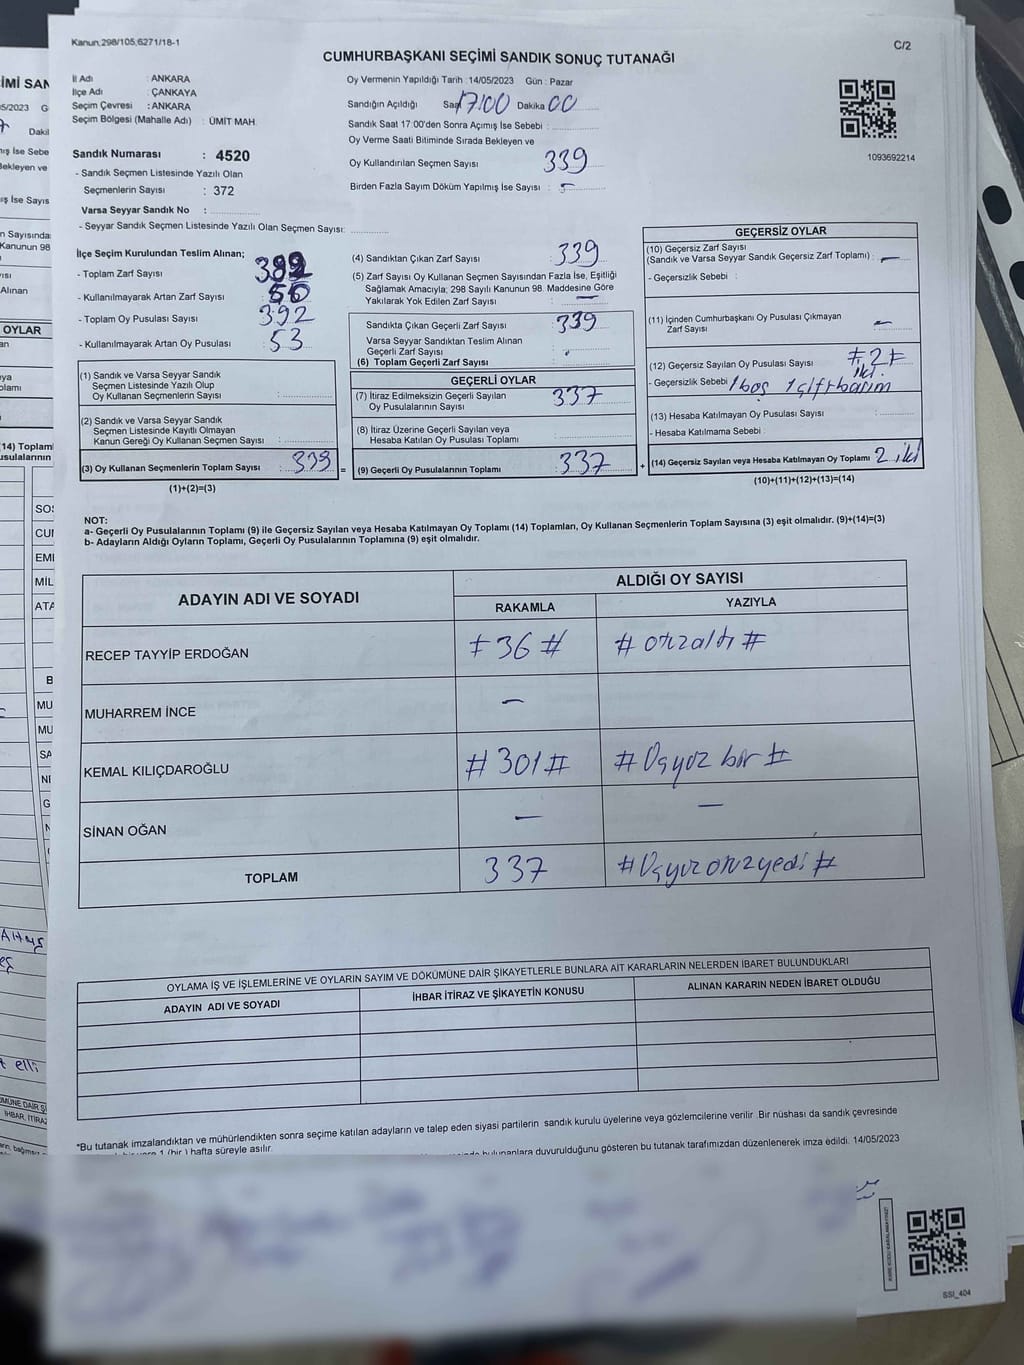 Kanun;298/105;6271/18-1
C/2
CUMHURBAŞKANI SEÇİMİ SANDIK SONUÇ TUTANAĞI
İl Adı : ANKARA
İlçe Adı : ÇANKAYA
Seçim Çevresi : ANKARA
Seçim Bölgesi (Mahalle Adı) : ÜMİT MAH.
Sandık Numarası : 4520
- Sandık Seçmen Listesinde Yazılı Olan
Seçmenlerin Sayısı : 372
Varsa Seyyar Sandık No :
- Seyyar Sandık Seçmen Listesinde Yazılı Olan Seçmen Sayısı:
Oy Vermenin Yapıldığı Tarih :14/05/2023 Gün : Pazar
Sandığın Açıldığı Saat 17:00 Dakika 00
Sandık Saat 17.00'den Sonra Açımış İse Sebebi :
Oy Verme Saati Bitiminde Sırada Bekleyen ve
Oy Kullandırılan Seçmen Sayısı 339
Birden Fazla Sayım Döküm Yapılmış İse Sayısı :
1093692214
İlçe Seçim Kurulundan Teslim Alınan;
- Toplam Zarf Sayısı
- Kullanılmayarak Artan Zarf Sayısı :
- Toplam Oy Pusulası Sayısı : 392
- Kullanılmayarak Artan Oy Pusulası : 53
(1) Sandık ve Varsa Seyyar Sandık
Seçmen Listesinde Yazılı Olup
Oy Kullanan Seçmenlerin Sayısı :
(2) Sandık ve Varsa Seyyar Sandık
Seçmen Listesinde Kayıtlı Olmayan
Kanun Gereği Oy Kullanan Seçmen Sayısı :
(3) Oy Kullanan Seçmenlerin Toplam Sayısı : 339 =
(1)+(2)=(3)
(4) Sandıktan Çıkan Zarf Sayısı : 339
(5) Zarf Sayısı Oy Kullanan Seçmen Sayısından Fazla İse, Eşitliği
Sağlamak Amacıyla; 298 Sayılı Kanunun 98. Maddesine Göre
Yakılarak Yok Edilen Zarf Sayısı : —
Sandıkta Çıkan Geçerli Zarf Sayısı : 339
Varsa Seyyar Sandıktan Teslim Alınan
Geçerli Zarf Sayısı :
(6) Toplam Geçerli Zarf Sayısı :
GEÇERLİ OYLAR
(7) İtiraz Edilmeksizin Geçerli Sayılan
Oy Pusulalarının Sayısı : 337
(8) İtiraz Üzerine Geçerli Sayılan veya
Hesaba Katılan Oy Pusulası Toplamı :
(9) Geçerli Oy Pusulalarının Toplamı : 337 +
GEÇERSİZ OYLAR
(10) Geçersiz Zarf Sayısı
(Sandık ve Varsa Seyyar Sandık Geçersiz Zarf Toplamı) : —
- Geçersizlik Sebebi :
(11) İçinden Cumhurbaşkanı Oy Pusulası Çıkmayan
Zarf Sayısı : —
(12) Geçersiz Sayılan Oy Pusulası Sayısı : #2#
iki.
- Geçersizlik Sebebi : 1 boş 1 çift basım
(13) Hesaba Katılmayan Oy Pusulası Sayısı :
- Hesaba Katılmama Sebebi :
(14) Geçersiz Sayılan veya Hesaba Katılmayan Oy Toplamı 2 iki
(10)+(11)+(12)+(13)=(14)
NOT:
a- Geçerli Oy Pusulalarının Toplamı (9) ile Geçersiz Sayılan veya Hesaba Katılmayan Oy Toplamı (14) Toplamları, Oy Kullanan Seçmenlerin Toplam Sayısına (3) eşit olmalıdır. (9)+(14)=(3)
b- Adayların Aldığı Oyların Toplamı, Geçerli Oy Pusulalarının Toplamına (9) eşit olmalıdır.
ADAYIN ADI VE SOYADI
ALDIĞI OY SAYISI
RAKAMLA YAZIYLA
RECEP TAYYİP ERDOĞAN # 36 # # otuzaltı #
MUHARREM İNCE —
KEMAL KILIÇDAROĞLU # 301 # # Üçyüz bir #
SİNAN OĞAN — —
TOPLAM 337 # Üçyüzotuzyedi #
OYLAMA İŞ VE İŞLEMLERİNE VE OYLARIN SAYIM VE DÖKÜMÜNE DAİR ŞİKAYETLERLE BUNLARA AİT KARARLARIN NELERDEN İBARET BULUNDUKLARI
ADAYIN ADI VE SOYADI İHBAR İTİRAZ VE ŞİKAYETİN KONUSU ALINAN KARARIN NEDEN İBARET OLDUĞU
*Bu tutanak imzalandıktan ve mühürlendikten sonra seçime katılan adayların ve talep eden siyasi partilerin sandık kurulu üyelerine veya gözlemcilerine verilir. Bir nüshası da sandık çevresinde
1 (bir) hafta süreyle asılır.
bulunanlara duyurulduğunu gösteren bu tutanak tarafımızdan düzenlenerek imza edildi. 14/05/2023
SSI_404